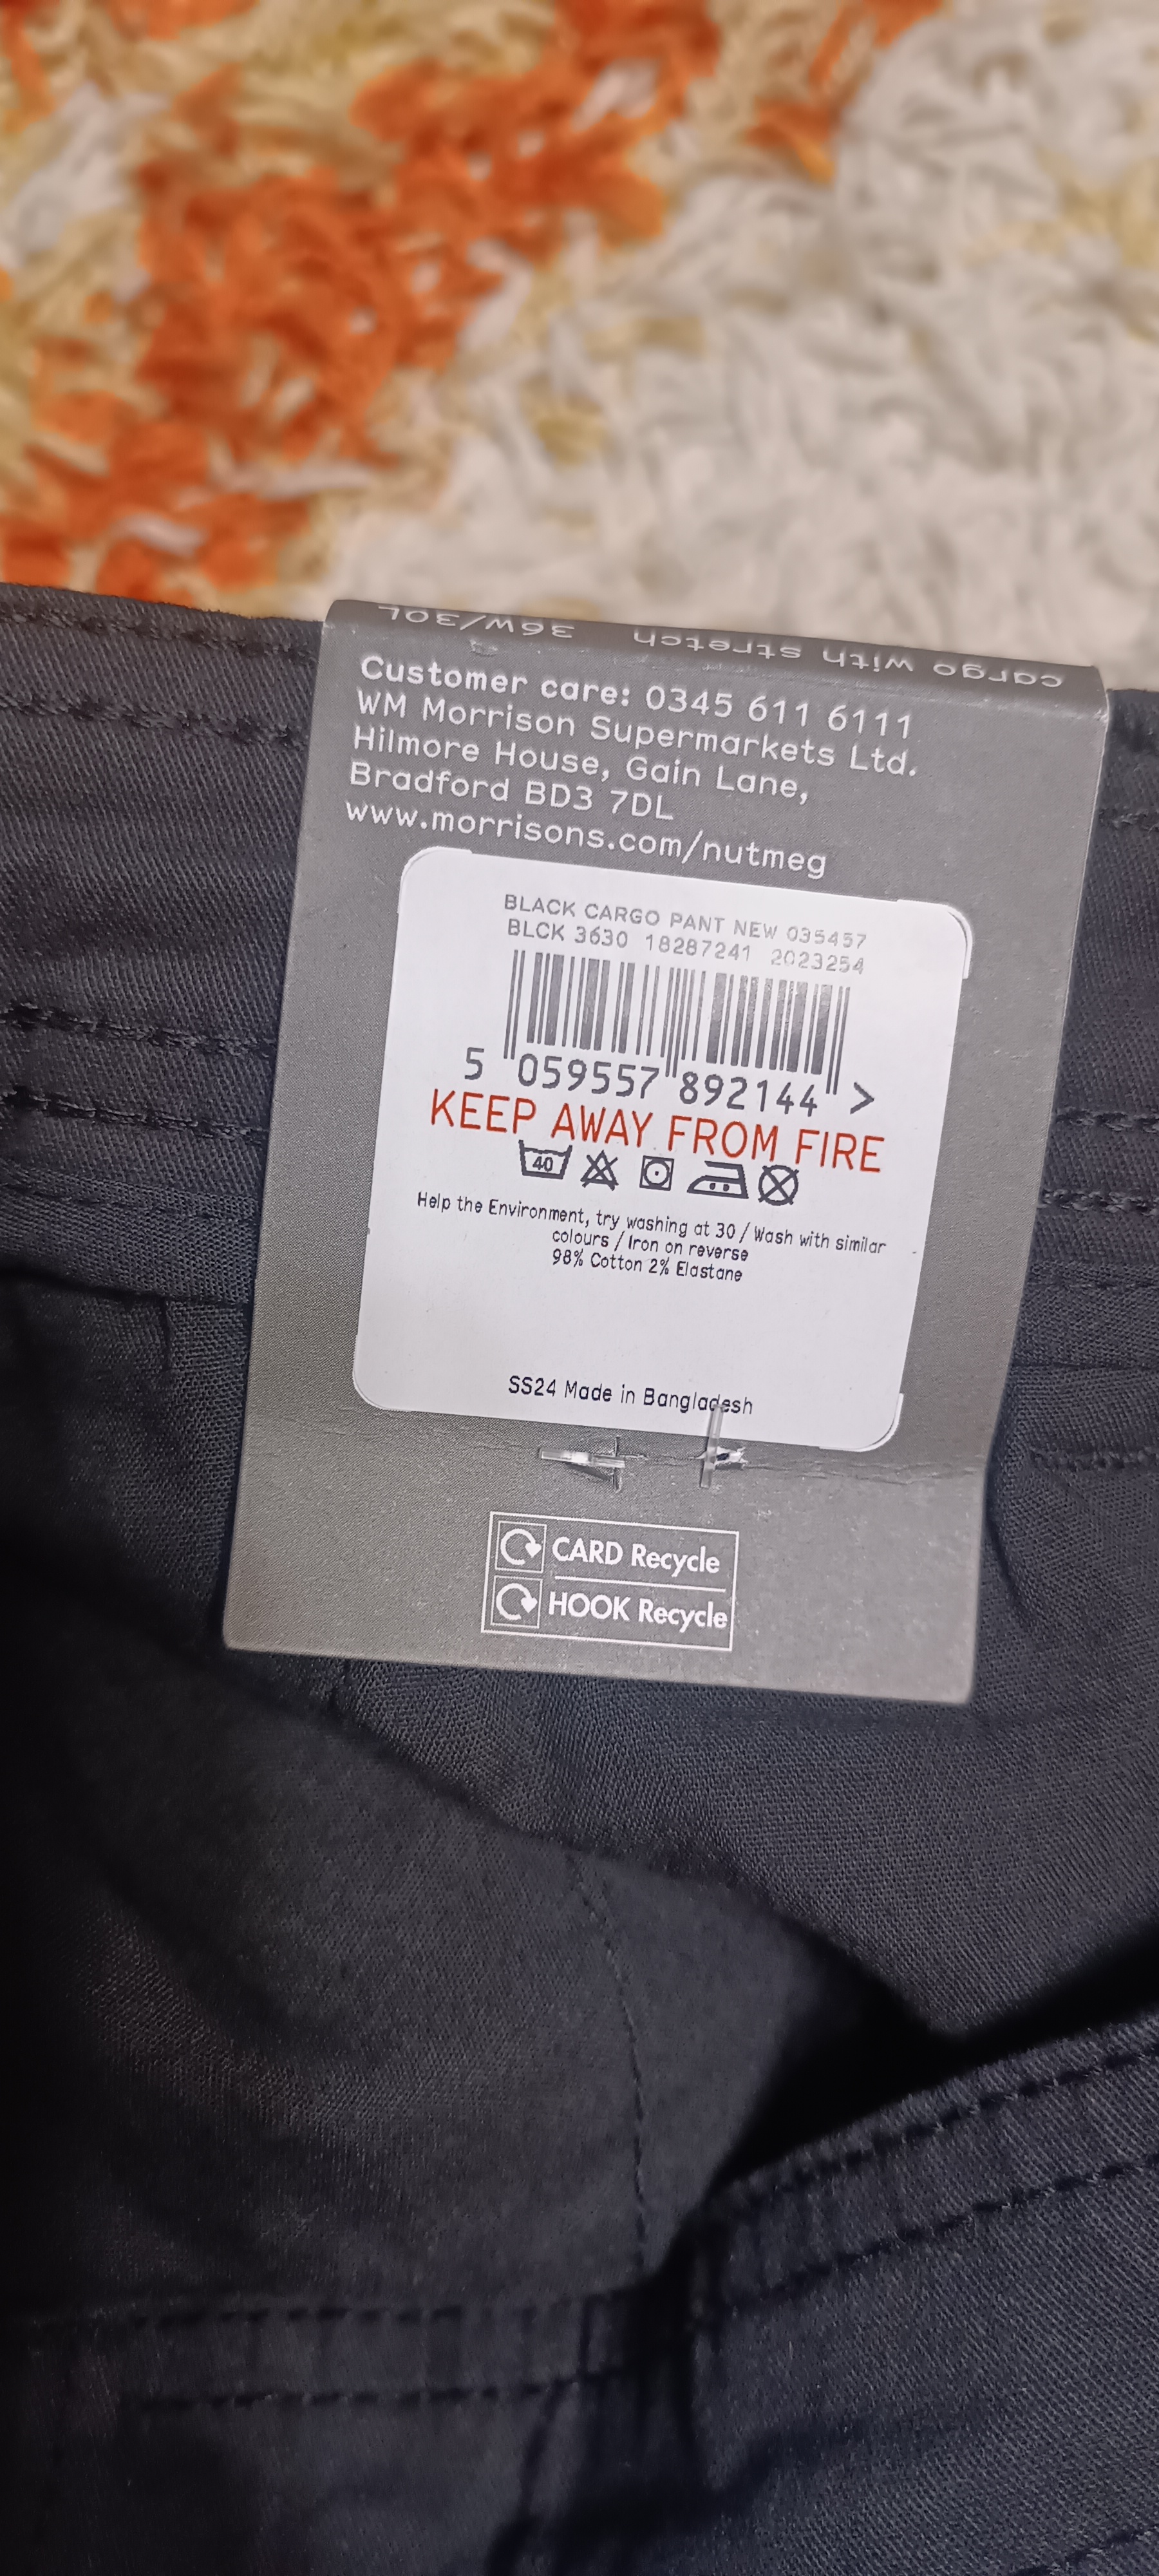 cargo with stretch 36W/30L
Customer care: 0345 611 6111
WM Morrison Supermarkets Ltd.
Hilmore House, Gain Lane,
Bradford BD3 7DL
www.morrisons.com/nutmeg
BLACK CARGO PANT NEW 035457
BLCK 3630 18287241 2023254
5 059557 892144 >
KEEP AWAY FROM FIRE
40
Help the Environment, try washing at 30 / Wash with similar
colours / Iron on reverse
98% Cotton 2% Elastane
SS24 Made in Bangladesh
CARD Recycle
HOOK Recycle